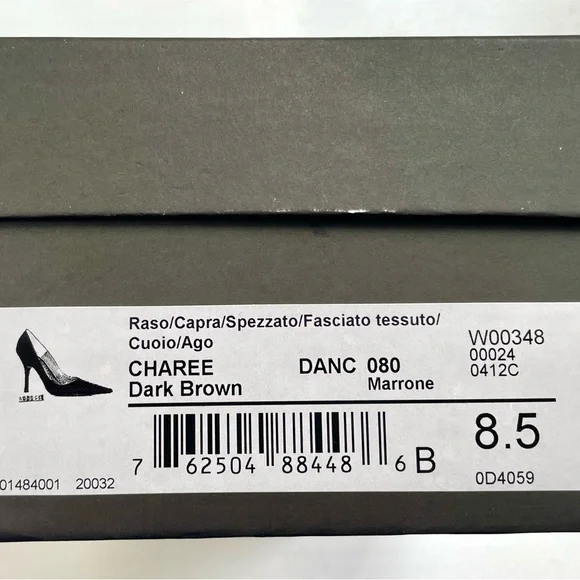 Raso/Capra/Spezzato/Fasciato tessuto/
Cuoio/Ago
CHAREE DANC 080
Dark Brown Marrone
W00348
00024
0412C
7 62504 88448 6 B
8.5
01484001 20032
0D4059